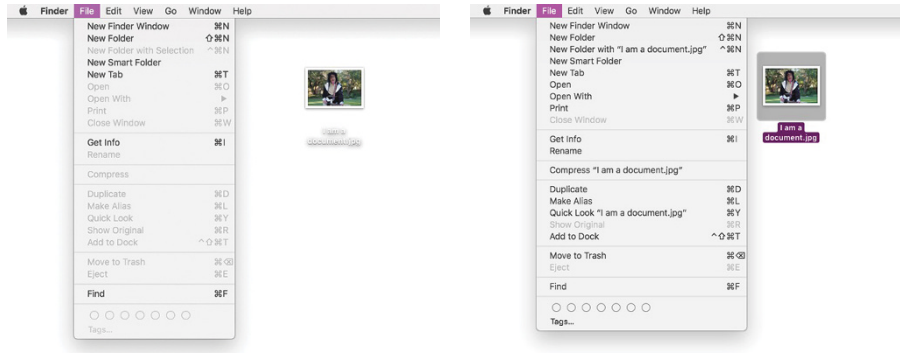 Finder File Edit View Go Window Help
New Finder Window ⌘N
New Folder ⇧⌘N
New Folder with Selection ^⌘N
New Smart Folder
New Tab ⌘T
Open ⌘O
Open With ▶
Print ⌘P
Close Window ⌘W
Get Info ⌘I
Rename
Compress
Duplicate ⌘D
Make Alias ⌘L
Quick Look ⌘Y
Show Original ⌘R
Add to Dock ^⇧⌘T
Move to Trash ⌘⌫
Eject ⌘E
Find ⌘F
Tags...
I am a
document.jpg
Finder File Edit View Go Window Help
New Finder Window ⌘N
New Folder ⇧⌘N
New Folder with “I am a document.jpg” ^⌘N
New Smart Folder
New Tab ⌘T
Open ⌘O
Open With ▶
Print ⌘P
Close Window ⌘W
Get Info ⌘I
Rename
Compress “I am a document.jpg”
Duplicate ⌘D
Make Alias ⌘L
Quick Look “I am a document.jpg” ⌘Y
Show Original ⌘R
Add to Dock ^⇧⌘T
Move to Trash ⌘⌫
Eject ⌘E
Find ⌘F
Tags...
I am a
document.jpg